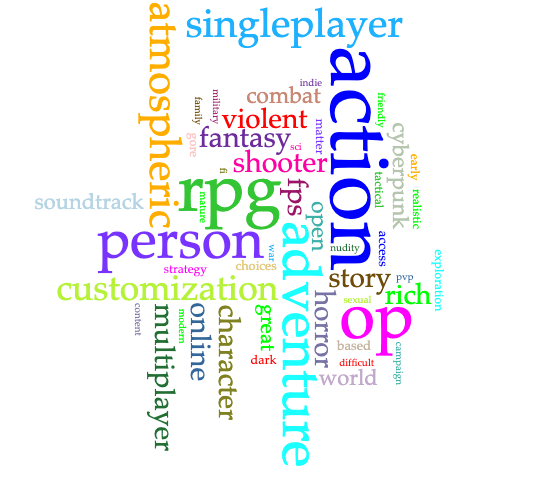 singleplayer
atmospheric
action
indie
combat
military
family
friendly
violent
matter
fantasy
sci
gore
cyberpunk
early
shooter
fi
tactical
rpg
fps
mature
realistic
soundtrack
open
person
adventure
nudity
access
war
exploration
strategy
choices
story
pvp
customization
rich
sexual
horror
op
content
modern
multiplayer
online
character
great
based
campaign
dark
difficult
world